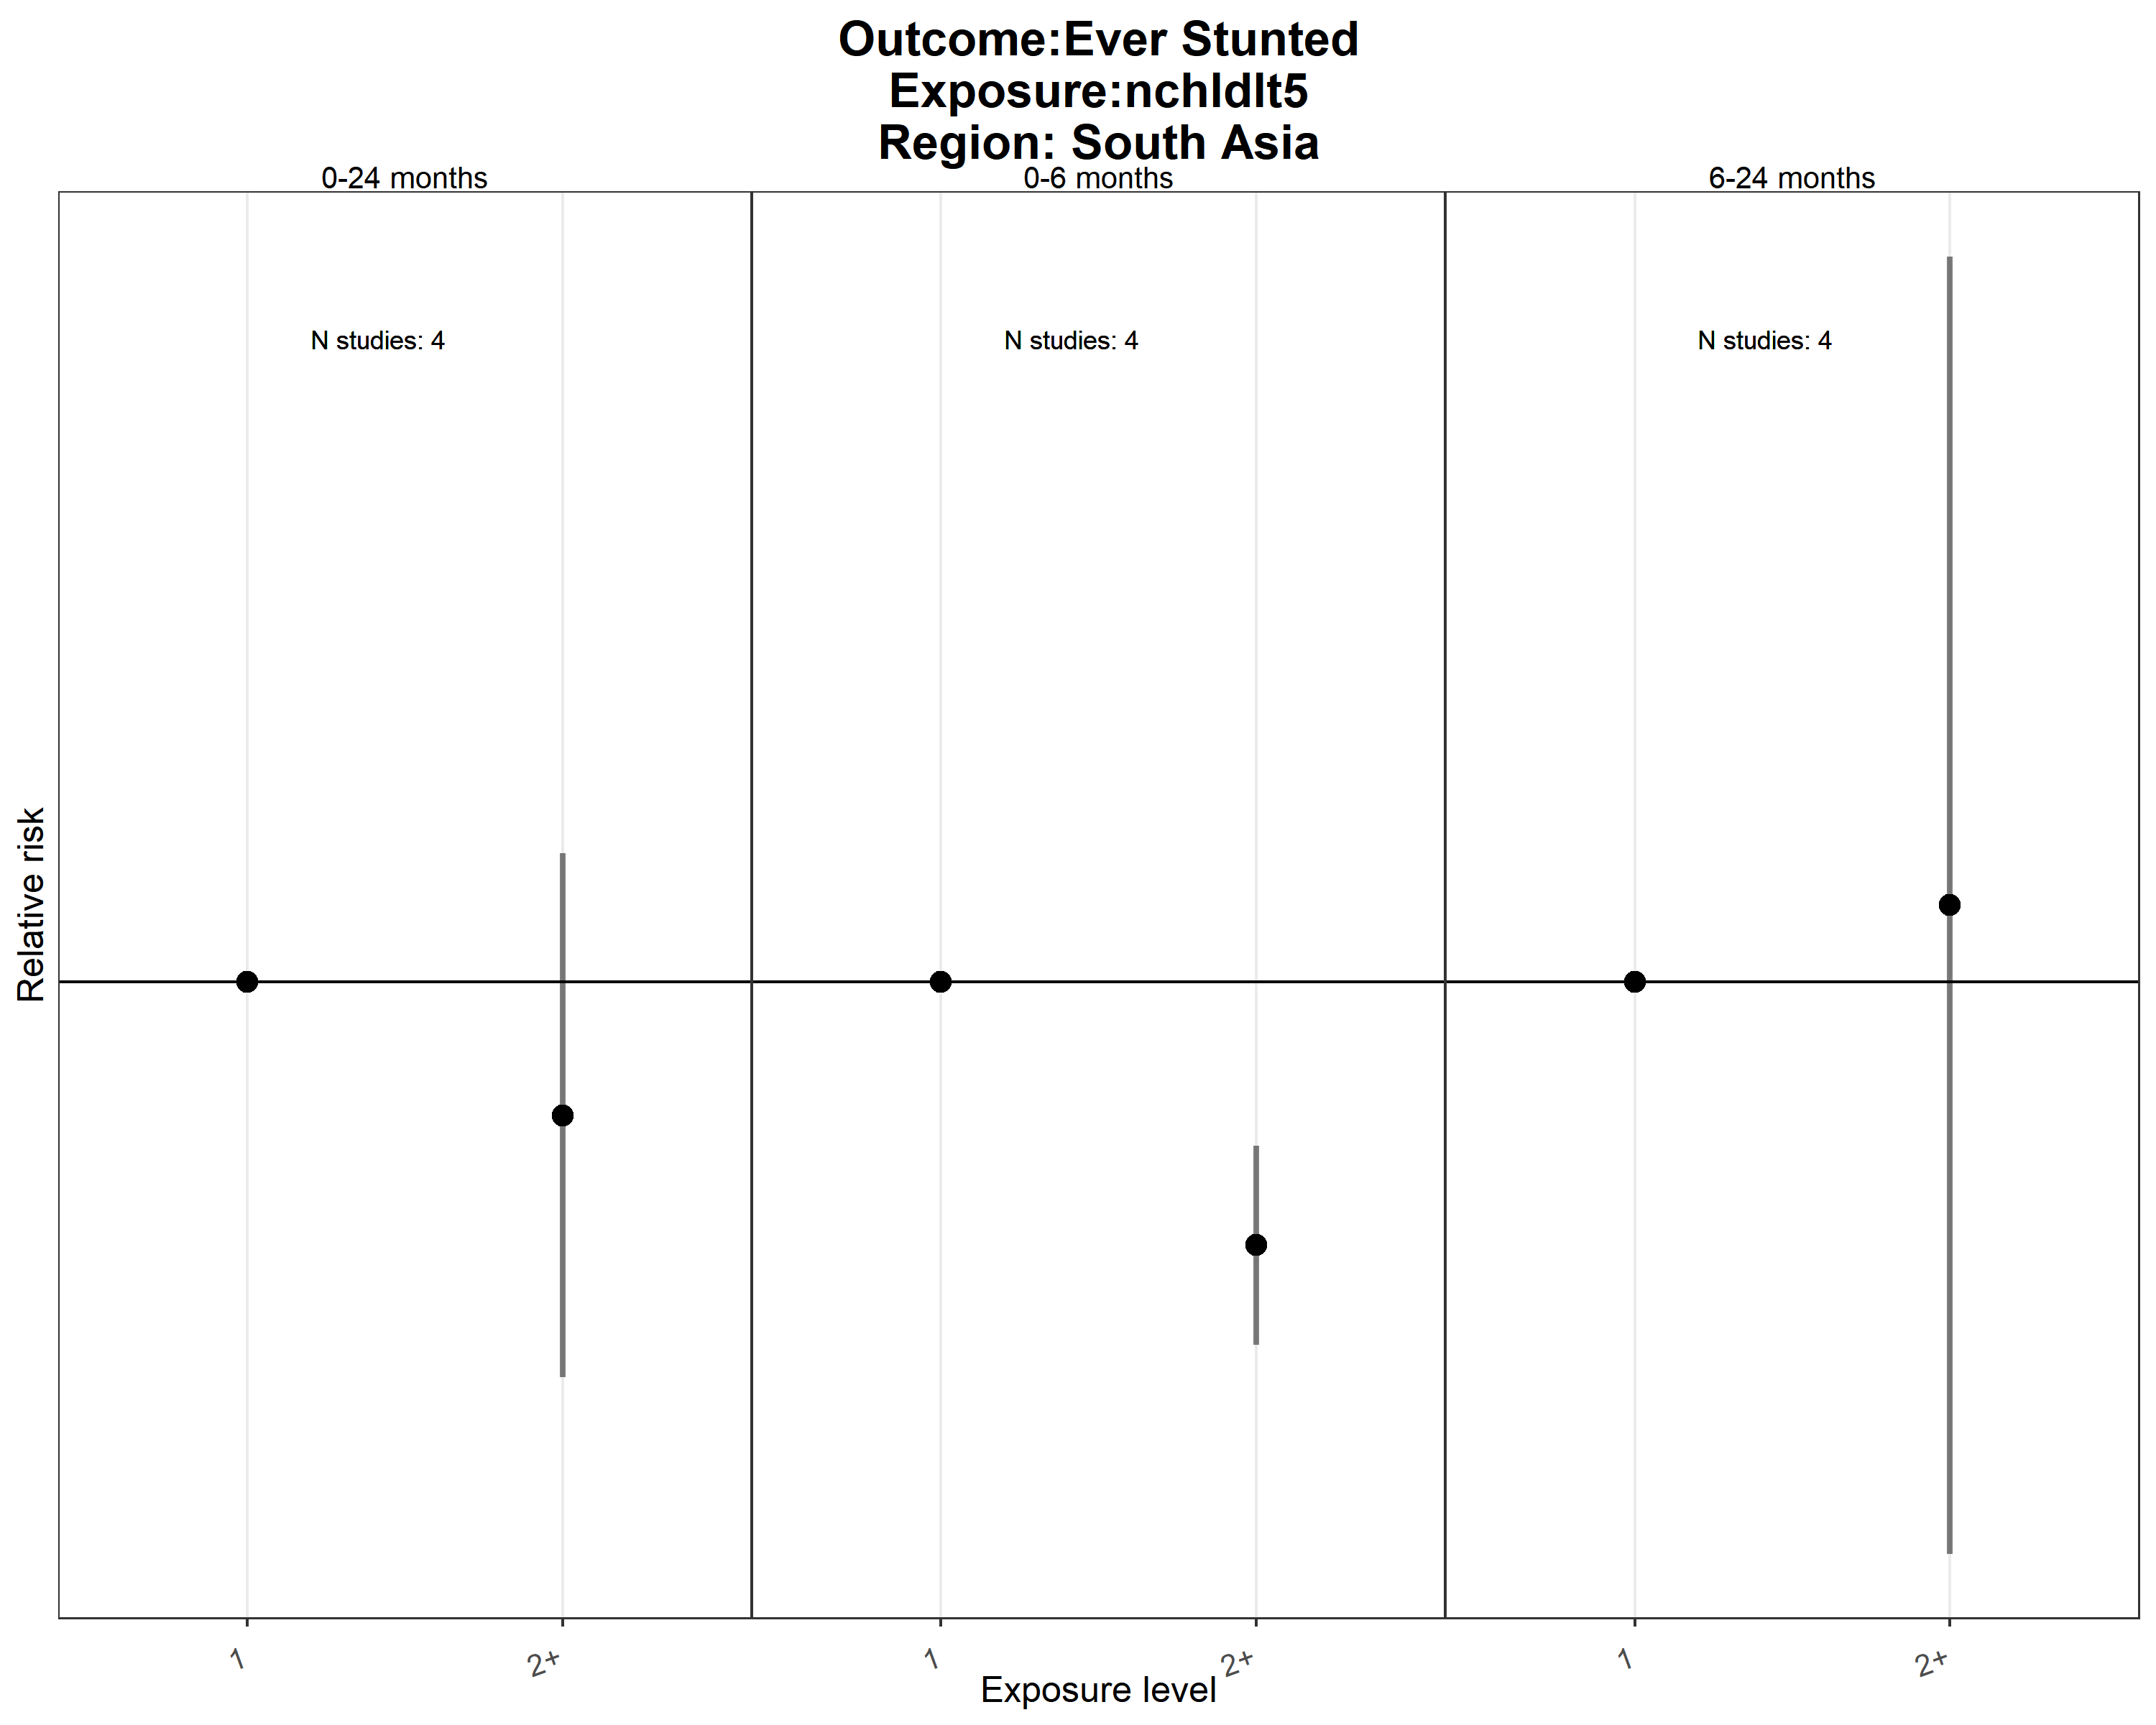 Outcome:Ever Stunted
Exposure:nchldlt5
Region: South Asia
0-24 months
0-6 months
6-24 months
N studies: 4
N studies: 4
N studies: 4
Relative risk
1
2+
1
2+
1
2+
Exposure level